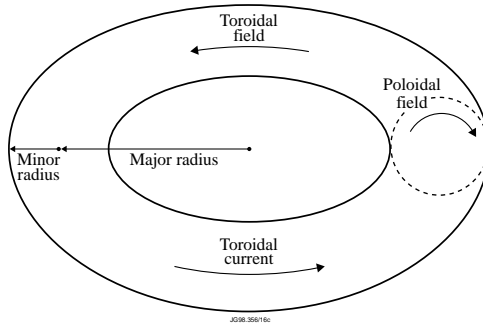 Toroidal
field
Poloidal
field
Minor
radius
Major radius
Toroidal
current
JG98.356/16c